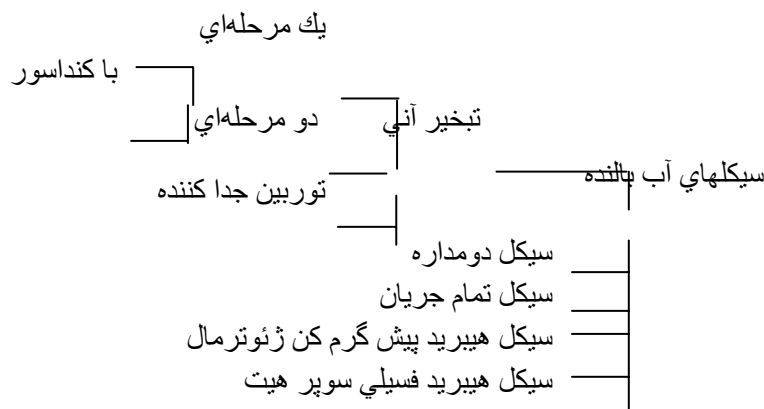 يك مرحله‌اي
با كنداسور
دو مرحله‌اي
تبخير آني
سيكلهاي آب بالنده
توربين جدا كننده
سيكل دومداره
سيكل تمام جريان
سيكل هيبريد پيش گرم كن ژئوترمال
سيكل هيبريد فسيلي سوپر هيت